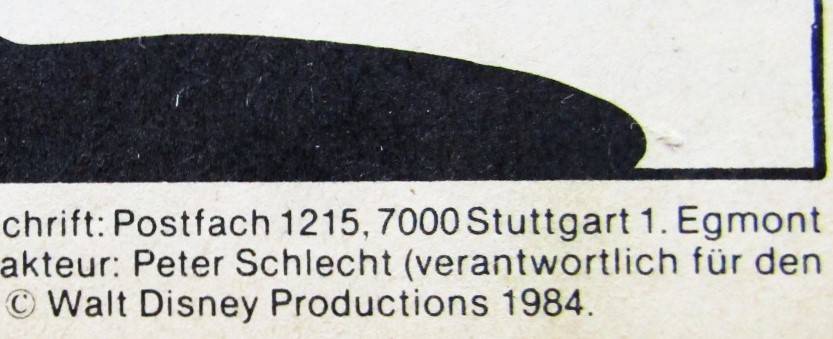 chrift: Postfach 1215, 7000 Stuttgart 1. Egmont
akteur: Peter Schlecht (verantwortlich für den
© Walt Disney Productions 1984.